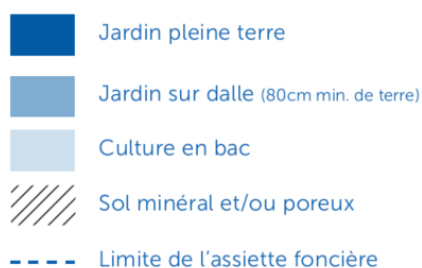 Jardin pleine terre
Jardin sur dalle (80cm min. de terre)
Culture en bac
Sol minéral et/ou poreux
Limite de l'assiette foncière